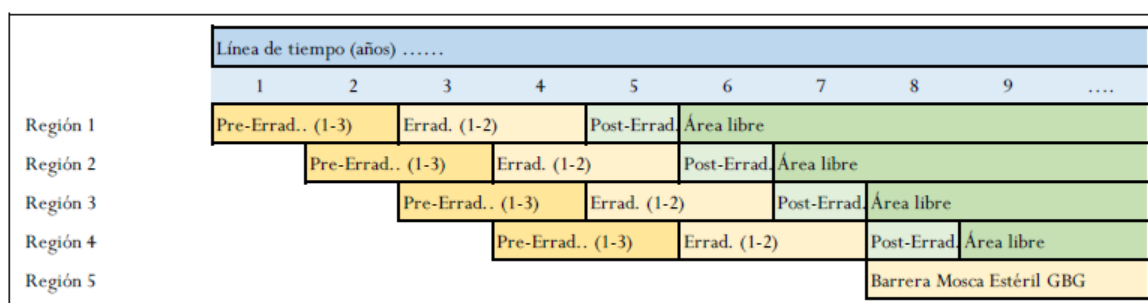 Línea de tiempo (años) ......
1 2 3 4 5 6 7 8 9 ....
Región 1 Pre-Errad.. (1-3) Errad. (1-2) Post-Errad. Área libre
Región 2 Pre-Errad.. (1-3) Errad. (1-2) Post-Errad. Área libre
Región 3 Pre-Errad.. (1-3) Errad. (1-2) Post-Errad. Área libre
Región 4 Pre-Errad.. (1-3) Errad. (1-2) Post-Errad. Área libre
Región 5 Barrera Mosca Estéril GBG